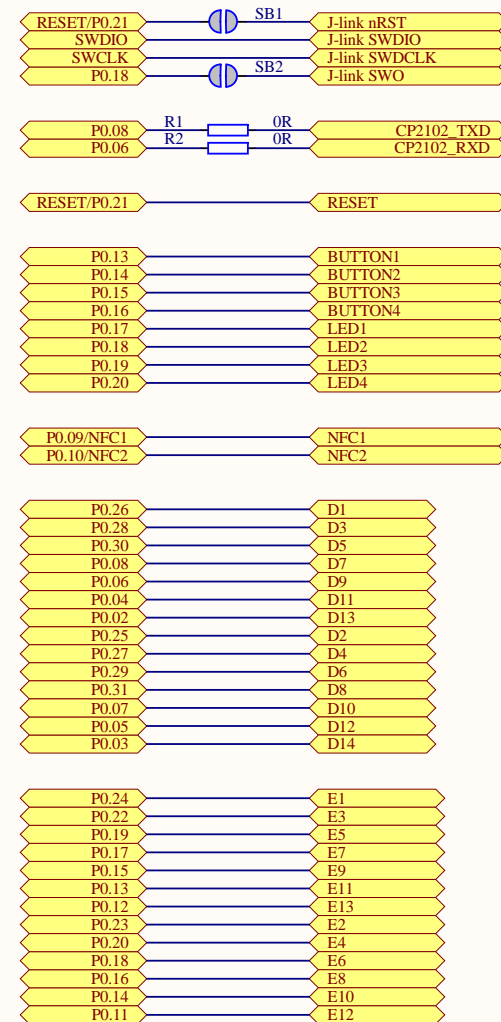 RESET/P0.21 SB1 J-link nRST
SWDIO J-link SWDIO
SWCLK J-link SWDCLK
P0.18 SB2 J-link SWO
P0.08 R1 0R CP2102_TXD
P0.06 R2 0R CP2102_RXD
RESET/P0.21 RESET
P0.13 BUTTON1
P0.14 BUTTON2
P0.15 BUTTON3
P0.16 BUTTON4
P0.17 LED1
P0.18 LED2
P0.19 LED3
P0.20 LED4
P0.09/NFC1 NFC1
P0.10/NFC2 NFC2
P0.26 D1
P0.28 D3
P0.30 D5
P0.08 D7
P0.06 D9
P0.04 D11
P0.02 D13
P0.25 D2
P0.27 D4
P0.29 D6
P0.31 D8
P0.07 D10
P0.05 D12
P0.03 D14
P0.24 E1
P0.22 E3
P0.19 E5
P0.17 E7
P0.15 E9
P0.13 E11
P0.12 E13
P0.23 E2
P0.20 E4
P0.18 E6
P0.16 E8
P0.14 E10
P0.11 E12